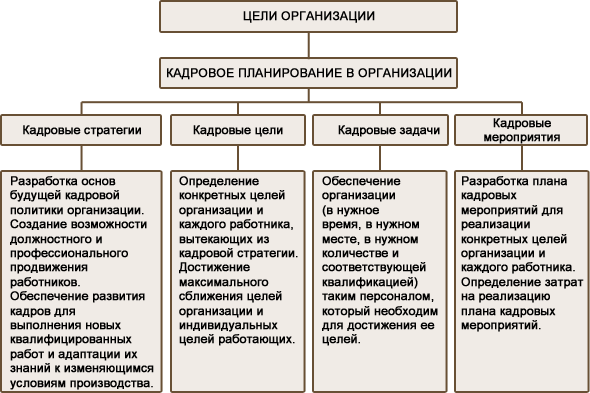 ЦЕЛИ ОРГАНИЗАЦИИ
КАДРОВОЕ ПЛАНИРОВАНИЕ В ОРГАНИЗАЦИИ
Кадровые стратегии
Разработка основ
будущей кадровой
политики организации.
Создание возможности
должностного и
профессионального
продвижения
работников.
Обеспечение развития
кадров для
выполнения новых
квалифицированных
работ и адаптации их
знаний к изменяющимся
условиям производства.
Кадровые цели
Определение
конкретных целей
организации и
каждого работника,
вытекающих из
кадровой стратегии.
Достижение
максимального
сближения целей
организации и
индивидуальных
целей работающих.
Кадровые задачи
Обеспечение
организации
(в нужное
время, в нужном
месте, в нужном
количестве и
соответствующей
квалификацией)
таким персоналом,
который необходим
для достижения ее
целей.
Кадровые
мероприятия
Разработка плана
кадровых
мероприятий для
реализации
конкретных целей
организации и
каждого работника.
Определение затрат
на реализацию
плана кадровых
мероприятий.